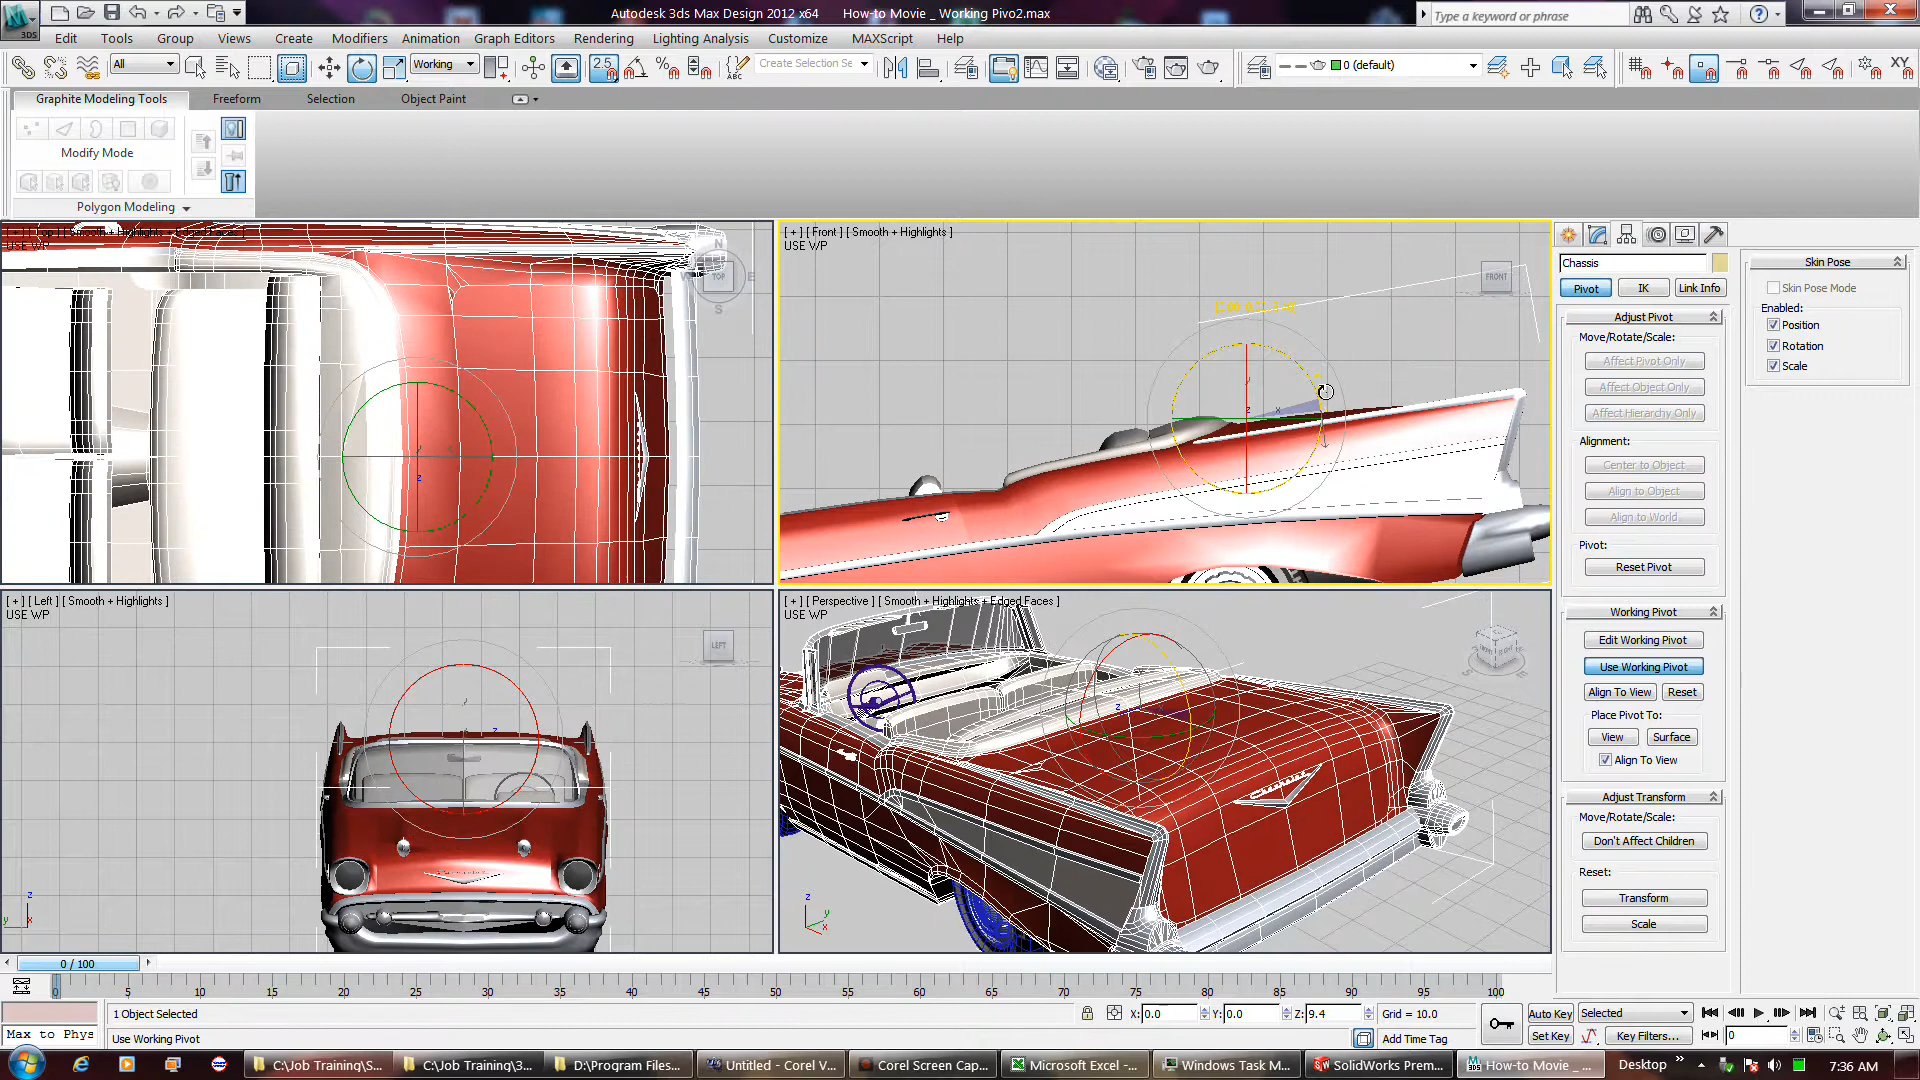 Autodesk 3ds Max Design 2012 x64 How-to Movie _ Working Pivo2.max
Type a keyword or phrase
3DS
Edit Tools Group Views Create Modifiers Animation Graph Editors Rendering Lighting Analysis Customize MAXScript Help
All Working 2.5 Create Selection Se 0 (default) XY
Graphite Modeling Tools Freeform Selection Object Paint
Modify Mode
Polygon Modeling
USE WP
TOP
N
E
S
[ + ] [ Front ] [ Smooth + Highlights ]
USE WP
FRONT
z x
[ + ] [ Left ] [ Smooth + Highlights ]
USE WP
LEFT
[ + ] [ Perspective ] [ Smooth + Highlights + Edged Faces ]
USE WP
Chevrolet
Chassis
Pivot IK Link Info
Adjust Pivot
Move/Rotate/Scale:
Affect Pivot Only
Affect Object Only
Affect Hierarchy Only
Alignment:
Center to Object
Align to Object
Align to World
Pivot:
Reset Pivot
Working Pivot
Edit Working Pivot
Use Working Pivot
Align To View Reset
Place Pivot To:
View Surface
Align To View
Adjust Transform
Move/Rotate/Scale:
Don't Affect Children
Reset:
Transform
Scale
Skin Pose
Skin Pose Mode
Enabled:
Position
Rotation
Scale
0 / 100
0 5 10 15 20 25 30 35 40 45 50 55 60 65 70 75 80 85 90 95 100
1 Object Selected X: 0.0 Y: 0.0 Z: 9.4 Grid = 10.0 Auto Key Selected
Max to Phys Use Working Pivot Add Time Tag Set Key Key Filters... 0
C:\Job Training\S... C:\Job Training\3... D:\Program Files... Untitled - Corel V... Corel Screen Cap... Microsoft Excel -... Windows Task M... SolidWorks Prem... How-to Movie _ ... Desktop 7:36 AM